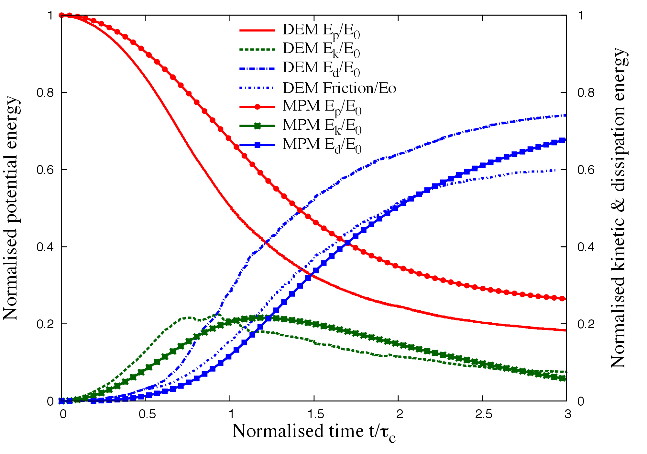 DEM Ep/E0
DEM Ek/E0
DEM Ed/E0
DEM Friction/Eo
MPM Ep/E0
MPM Ek/E0
MPM Ed/E0
1
0.8
0.6
0.4
0.2
0
1
0.8
0.6
0.4
0.2
0
0
0.5
1
1.5
2
2.5
3
Normalised potential energy
Normalised kinetic & dissipation energy
Normalised time t/τc